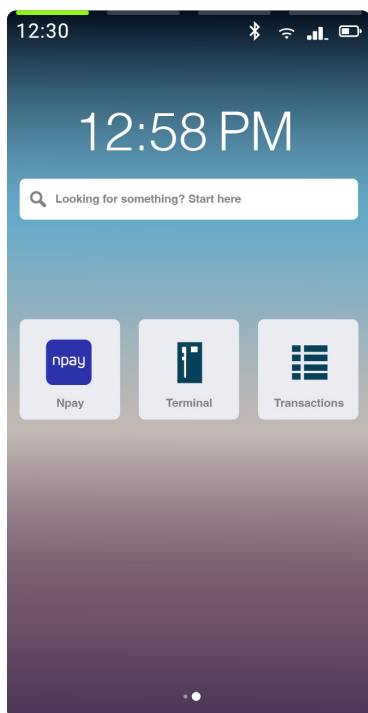 12:30
12:58 PM
Looking for something? Start here
npay
Npay
Terminal
Transactions